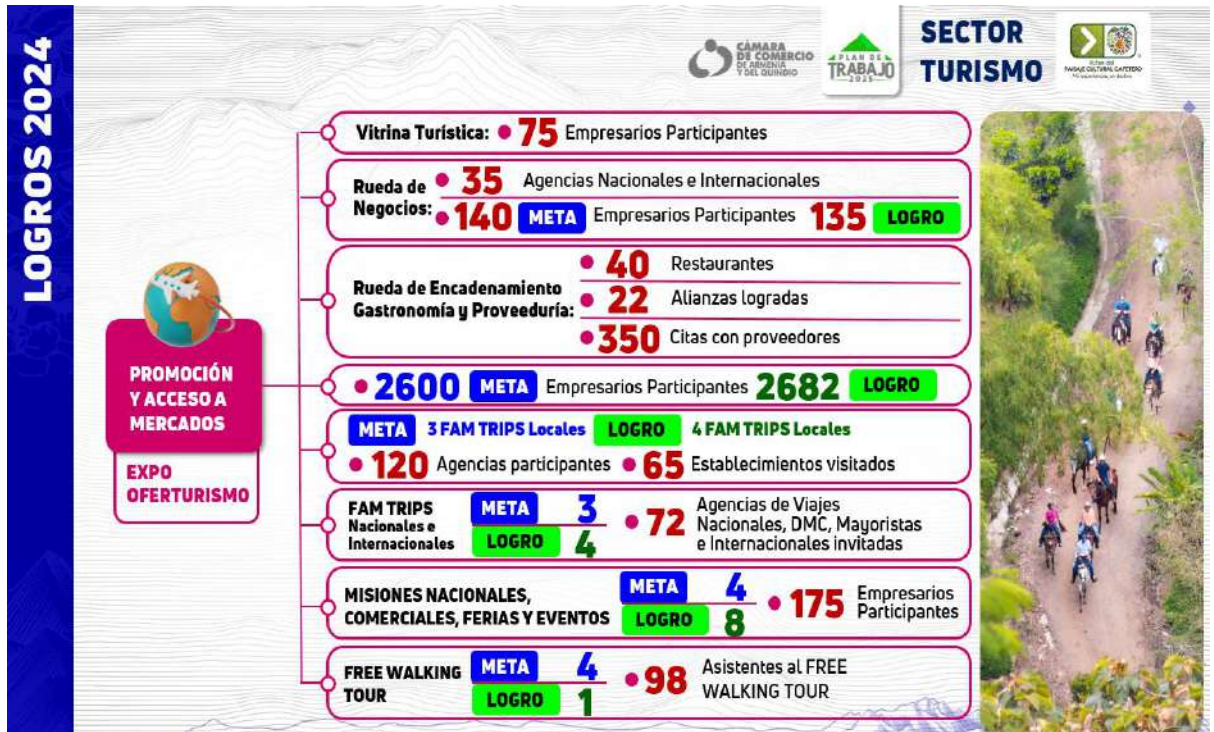 LOGROS 2024
CÁMARA
DE COMERCIO
DE ARMENIA
Y DEL QUINDÍO
PLAN DE
TRABAJO
2025
SECTOR
TURISMO
PAISAJE CULTURAL CAFETERO
Vitrina Turística: • 75 Empresarios Participantes
Rueda de
Negocios:
• 35 Agencias Nacionales e Internacionales
• 140 META Empresarios Participantes 135 LOGRO
Rueda de Encadenamiento
Gastronomía y Proveeduría:
• 40 Restaurantes
• 22 Alianzas logradas
• 350 Citas con proveedores
PROMOCIÓN
Y ACCESO A
MERCADOS
EXPO
OFERTURISMO
• 2600 META Empresarios Participantes 2682 LOGRO
META 3 FAM TRIPS Locales LOGRO 4 FAM TRIPS Locales
• 120 Agencias participantes • 65 Establecimientos visitados
FAM TRIPS
Nacionales e
Internacionales
META 3
LOGRO 4
• 72 Agencias de Viajes
Nacionales, DMC, Mayoristas
e Internacionales invitadas
MISIONES NACIONALES,
COMERCIALES, FERIAS Y EVENTOS
META 4
LOGRO 8
• 175 Empresarios
Participantes
FREE WALKING
TOUR
META 4
LOGRO 1
• 98 Asistentes al FREE
WALKING TOUR